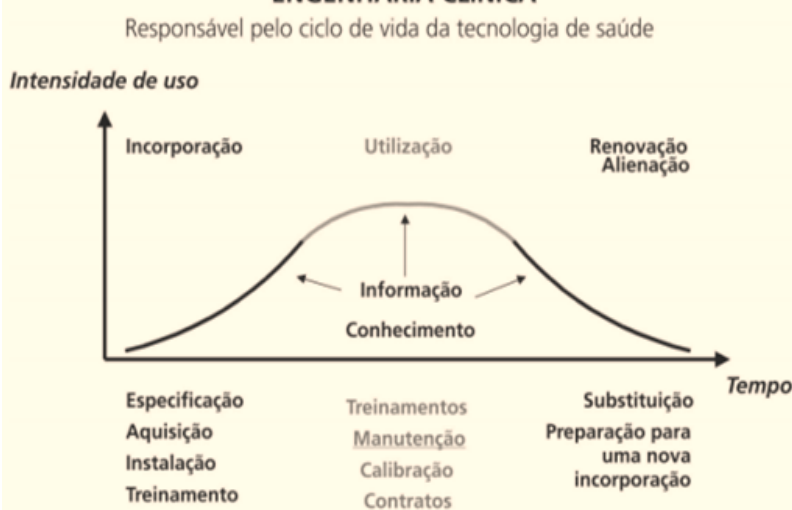 Responsável pelo ciclo de vida da tecnologia de saúde
Intensidade de uso
Incorporação
Utilização
Renovação
Alienação
Informação
Conhecimento
Tempo
Especificação
Aquisição
Instalação
Treinamento
Treinamentos
Manutenção
Calibração
Contratos
Substituição
Preparação para
uma nova
incorporação